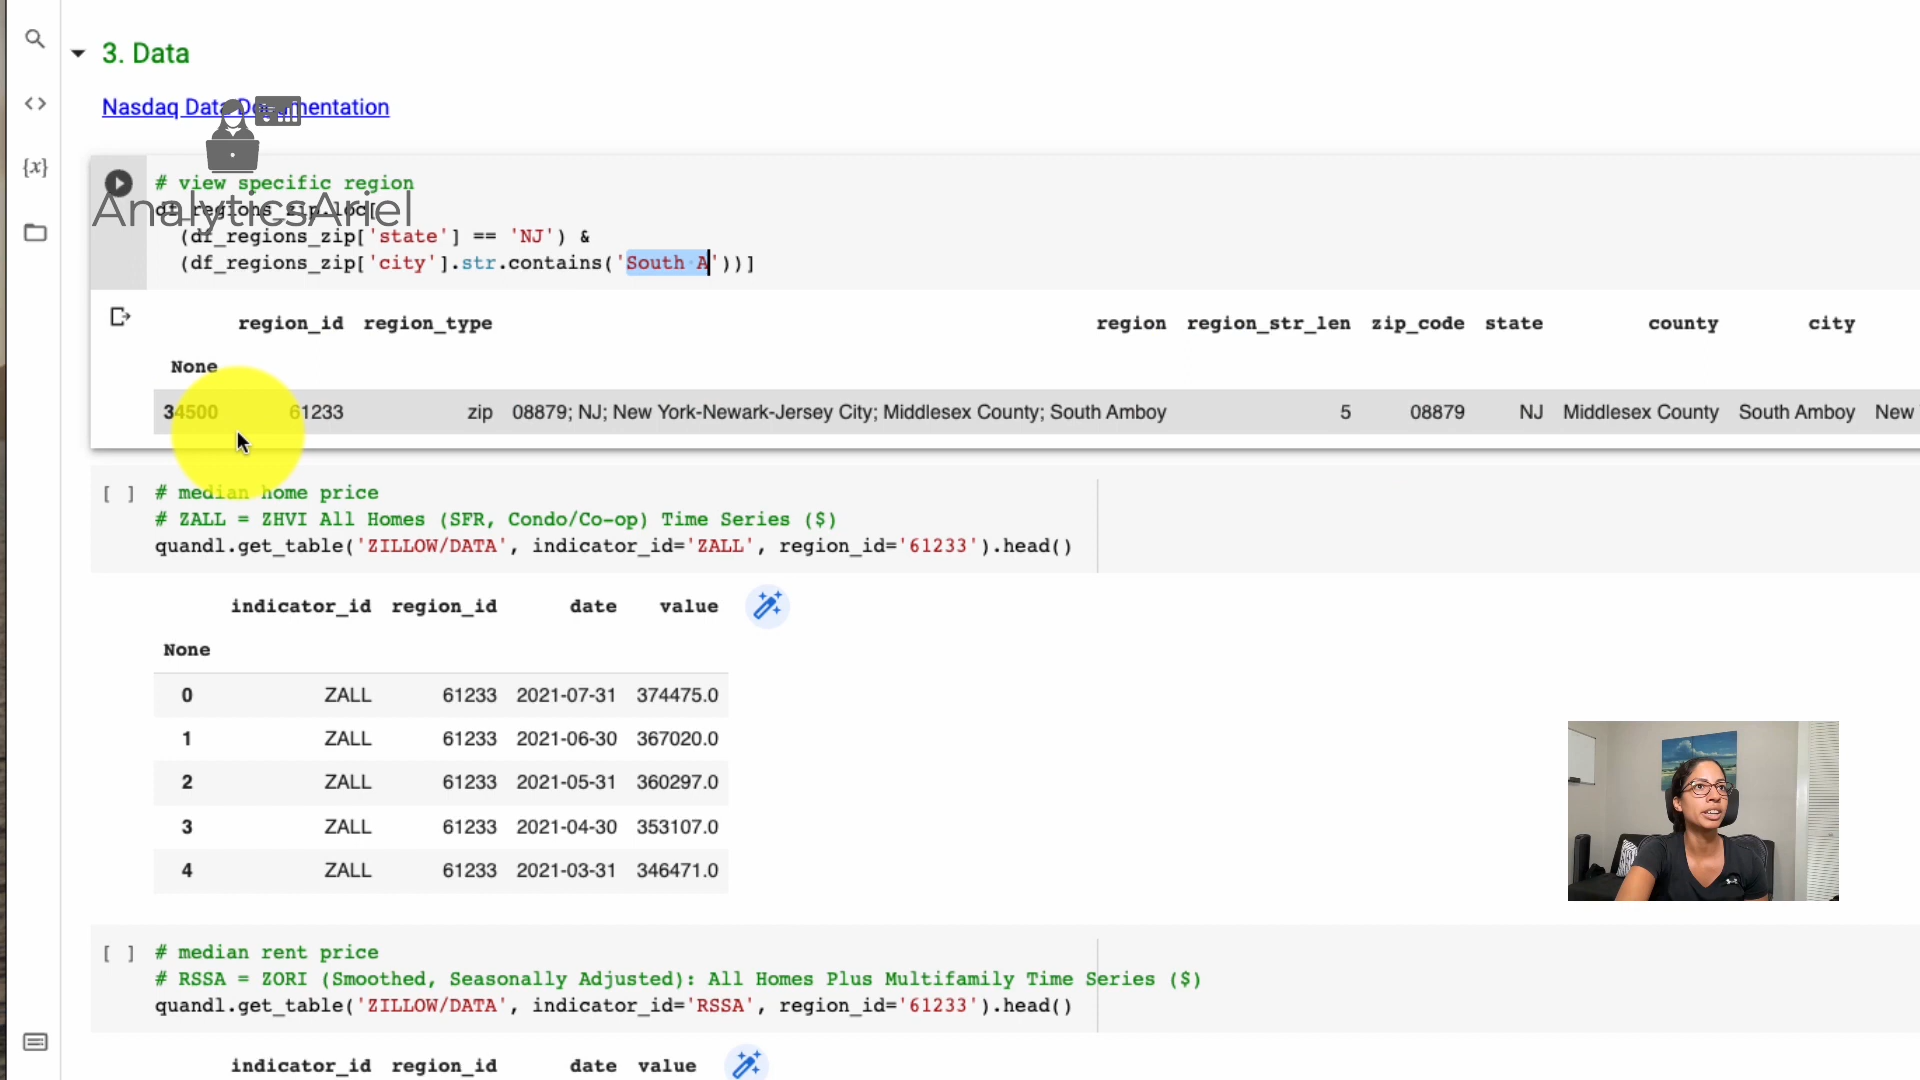 3. Data
Nasdaq Data Documentation
{x}
# view specific region
df_regions_zip.loc[
AnalyticsAriel
(df_regions_zip['state'] == 'NJ') &
(df_regions_zip['city'].str.contains('South A'))]
region_id region_type region region_str_len zip_code state county city
None
34500 61233 zip 08879; NJ; New York-Newark-Jersey City; Middlesex County; South Amboy 5 08879 NJ Middlesex County South Amboy New
[ ] # median home price
# ZALL = ZHVI All Homes (SFR, Condo/Co-op) Time Series ($)
quandl.get_table('ZILLOW/DATA', indicator_id='ZALL', region_id='61233').head()
indicator_id region_id date value
None
0 ZALL 61233 2021-07-31 374475.0
1 ZALL 61233 2021-06-30 367020.0
2 ZALL 61233 2021-05-31 360297.0
3 ZALL 61233 2021-04-30 353107.0
4 ZALL 61233 2021-03-31 346471.0
[ ] # median rent price
# RSSA = ZORI (Smoothed, Seasonally Adjusted): All Homes Plus Multifamily Time Series ($)
quandl.get_table('ZILLOW/DATA', indicator_id='RSSA', region_id='61233').head()
indicator_id region_id date value